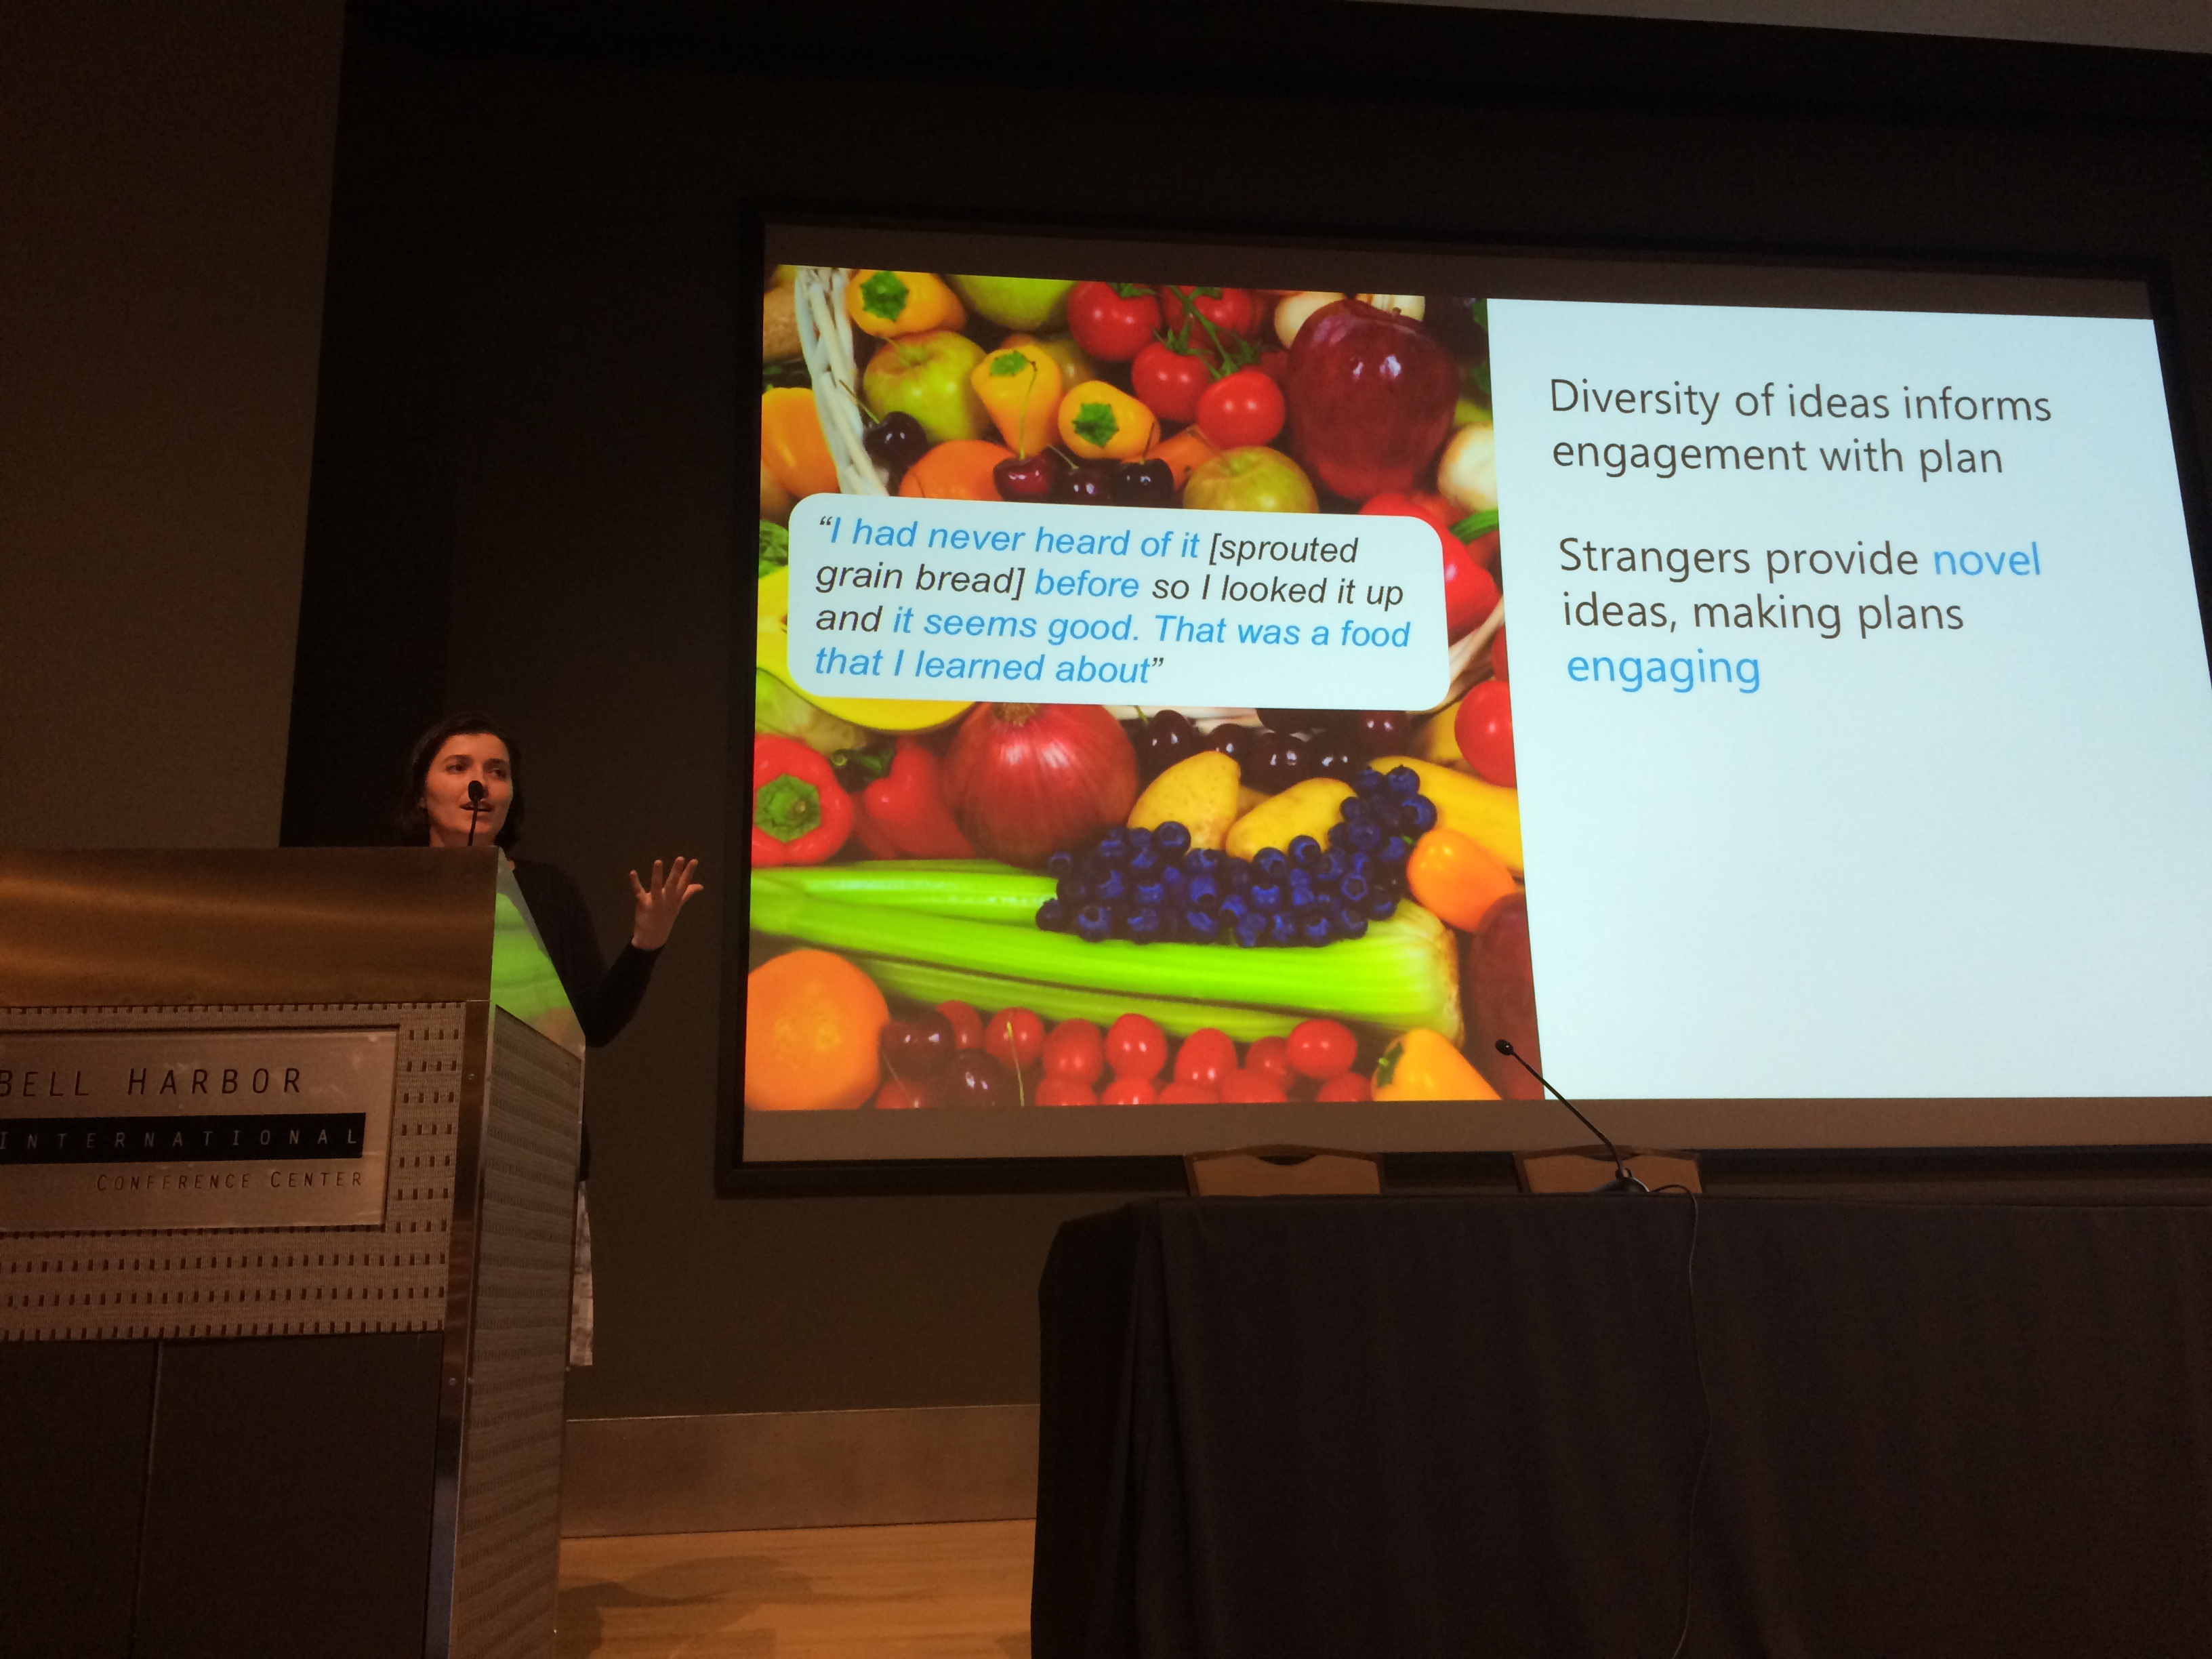 Diversity of ideas informs
engagement with plan
Strangers provide novel
ideas, making plans
engaging
“I had never heard of it [sprouted
grain bread] before so I looked it up
and it seems good. That was a food
that I learned about”
BELL HARBOR
INTERNATIONAL
CONFERENCE CENTER